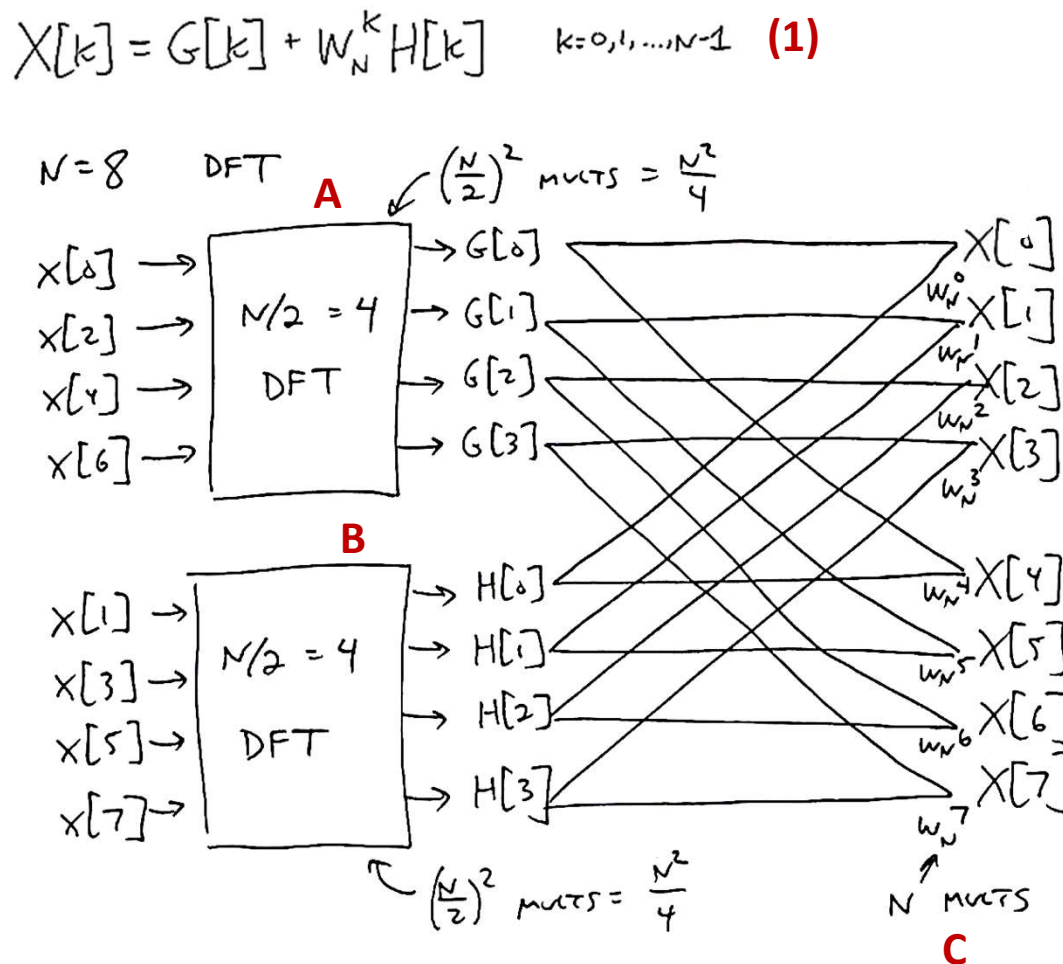 X[k] = G[k] + W_N^k H[k] k=0,1,...,N-1 (1)
N=8 DFT
A
(N/2)^2 MULTS = N^2/4
x[0]
x[2]
x[4]
x[6]
N/2 = 4
DFT
G[0]
G[1]
G[2]
G[3]
W_N^0 X[0]
W_N^1 X[1]
W_N^2 X[2]
W_N^3 X[3]
B
x[1]
x[3]
x[5]
x[7]
N/2 = 4
DFT
H[0]
H[1]
H[2]
H[3]
W_N^4 X[4]
W_N^5 X[5]
W_N^6 X[6]
W_N^7 X[7]
(N/2)^2 MULTS = N^2/4
N MULTS
C